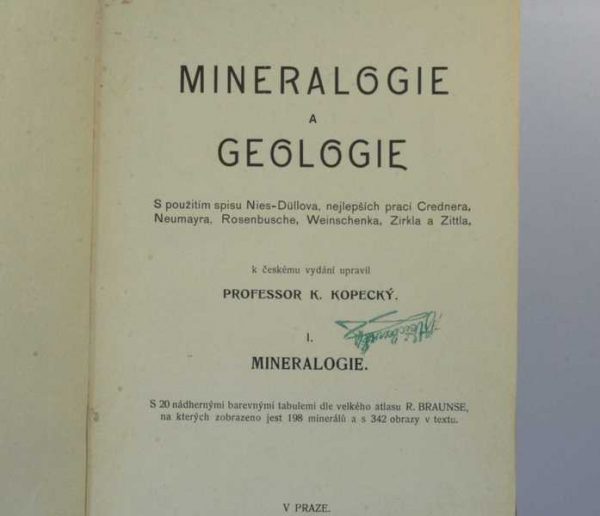 MINERALOGIE
A
GEOLOGIE
S použitím spisu Nies-Düllova, nejlepších prací Crednera,
Neumayra, Rosenbusche, Weinschenka, Zirkla a Zittla,
k českému vydání upravil
PROFESSOR K. KOPECKÝ.
I.
MINERALOGIE.
S 20 nádhernými barevnými tabulemi dle velkého atlasu R. BRAUNSE,
na kterých zobrazeno jest 198 minerálů a s 342 obrazy v textu.
V PRAZE.